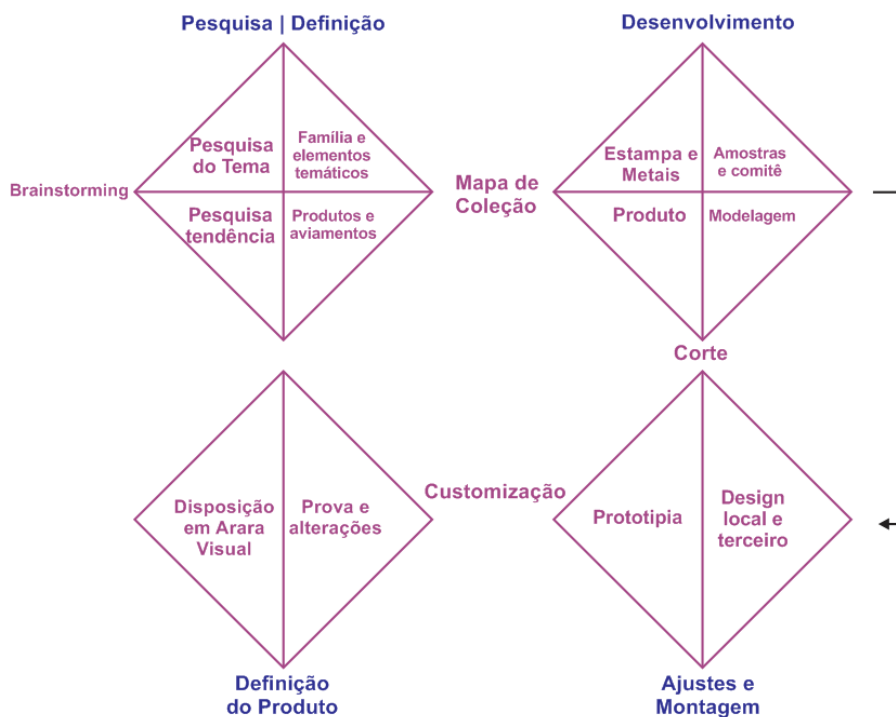 Pesquisa | Definição
Desenvolvimento
Brainstorming
Pesquisa
do Tema
Família e
elementos
temáticos
Pesquisa
tendência
Produtos e
aviamentos
Mapa de
Coleção
Estampa e
Metais
Amostras
e comitê
Produto
Modelagem
Corte
Disposição
em Arara
Visual
Prova e
alterações
Customização
Prototipia
Design
local e
terceiro
Definição
do Produto
Ajustes e
Montagem